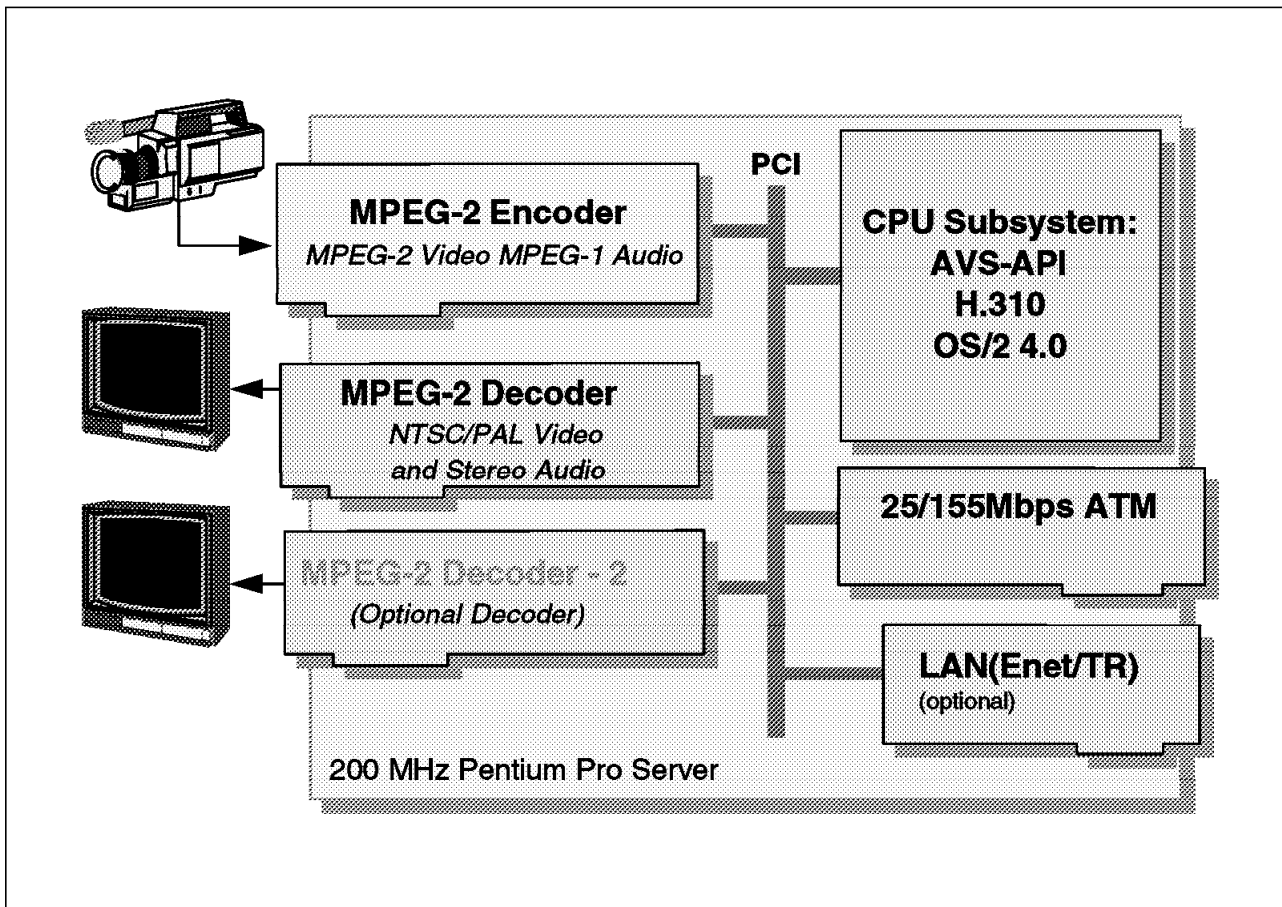 PCI
MPEG-2 Encoder
MPEG-2 Video MPEG-1 Audio
CPU Subsystem:
AVS-API
H.310
OS/2 4.0
MPEG-2 Decoder
NTSC/PAL Video
and Stereo Audio
25/155Mbps ATM
MPEG-2 Decoder - 2
(Optional Decoder)
LAN(Enet/TR)
(optional)
200 MHz Pentium Pro Server